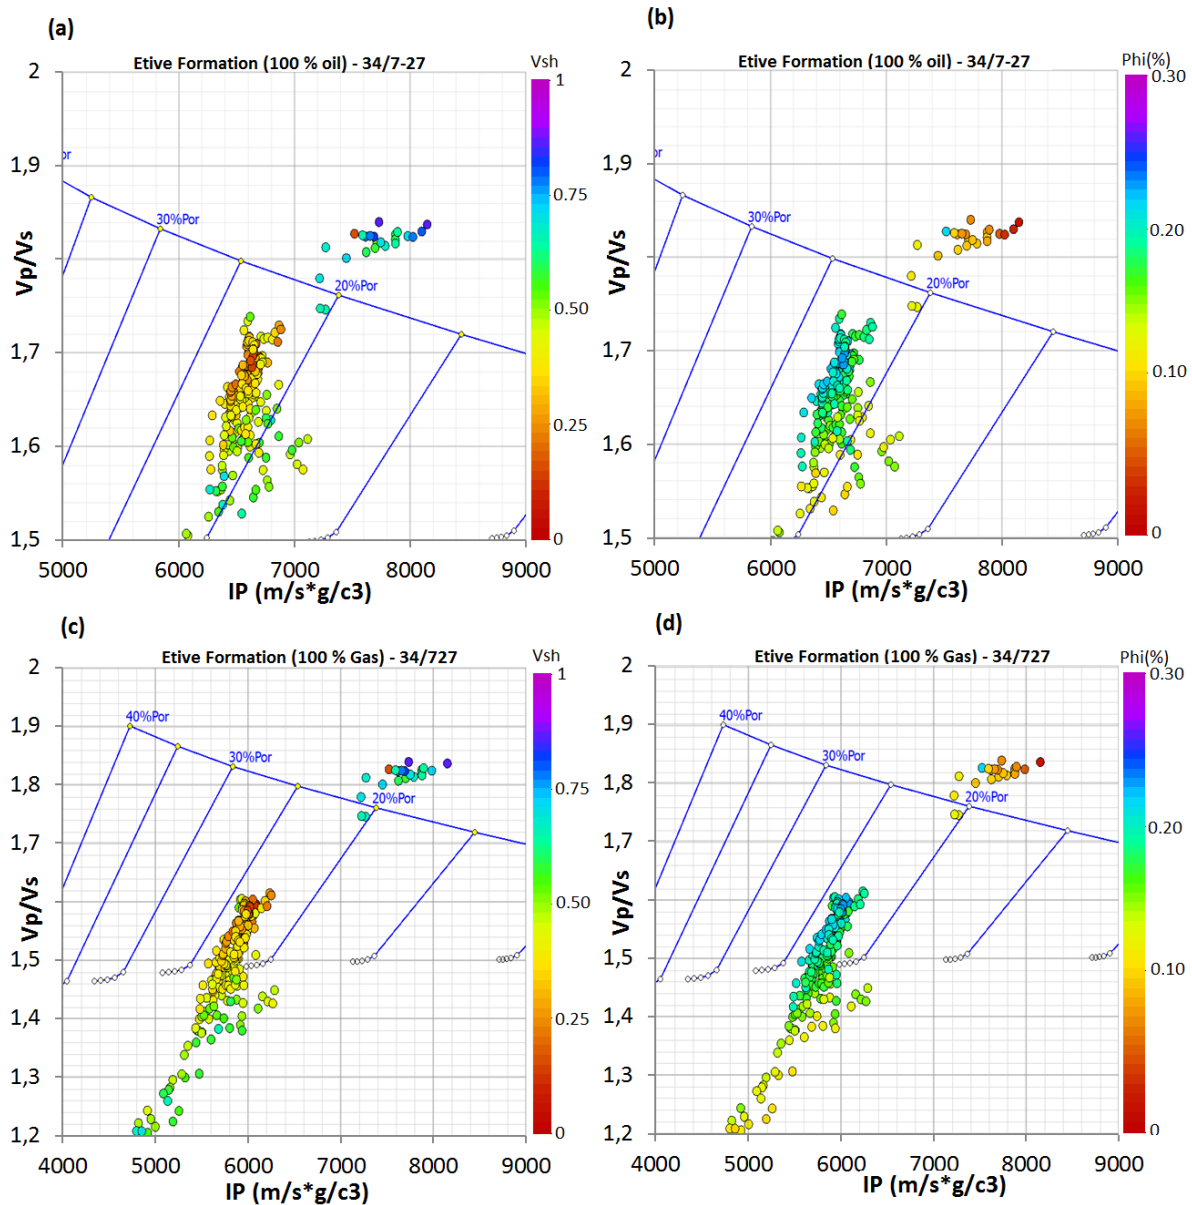 (a)
Etive Formation (100 % oil) - 34/7-27
Vsh
2
1,9
1,8
1,7
1,6
1,5
Vp/Vs
or
30%Por
20%Por
1
0.75
0.50
0.25
0
5000 6000 7000 8000 9000
IP (m/s*g/c3)
(b)
Etive Formation (100 % oil) - 34/7-27
Phi(%)
2
1,9
1,8
1,7
1,6
1,5
Vp/Vs
or
30%Por
20%Por
0.30
0.20
0.10
0
5000 6000 7000 8000 9000
IP (m/s*g/c3)
(c)
Etive Formation (100 % Gas) - 34/727
Vsh
2
1,9
1,8
1,7
1,6
1,5
1,4
1,3
1,2
Vp/Vs
40%Por
30%Por
20%Por
1
0.75
0.50
0.25
0
4000 5000 6000 7000 8000 9000
IP (m/s*g/c3)
(d)
Etive Formation (100 % Gas) - 34/727
Phi(%)
2
1,9
1,8
1,7
1,6
1,5
1,4
1,3
1,2
Vp/Vs
40%Por
30%Por
20%Por
0.30
0.20
0.10
0
4000 5000 6000 7000 8000 9000
IP (m/s*g/c3)